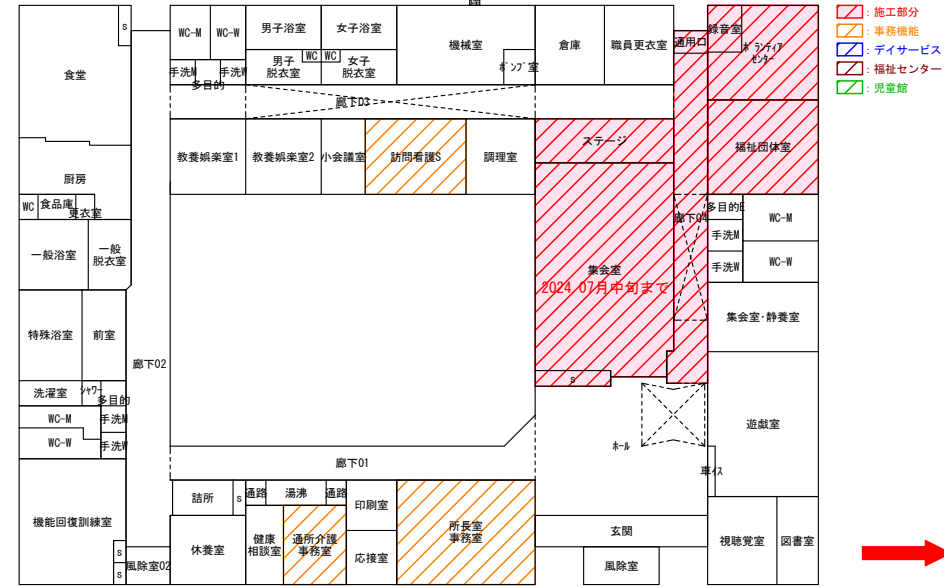 S
WC-M
WC-W
男子浴室
女子浴室
機械室
倉庫
職員更衣室
通用口
録音室
ボランティア
センター
：施工部分
：事務機能
：デイサービス
：福祉センター
：児童館
食堂
手洗M
手洗W
多目的
男子
脱衣室
WC
WC
女子
脱衣室
ポンプ室
廊下03
ステージ
福祉団体室
教養娯楽室1
教養娯楽室2
小会議室
訪問看護S
調理室
厨房
WC
食品庫
更衣室
一般浴室
一般
脱衣室
廊下04
多目的E
WC-M
手洗M
手洗W
WC-W
集会室
2024.07月中旬まで
特殊浴室
前室
集会室・静養室
廊下02
洗濯室
シャワー
多目的
WC-M
手洗M
WC-W
手洗W
S
遊戯室
ホール
車イス
廊下01
詰所
S
通路
湯沸
通路
印刷室
機能回復訓練室
休養室
健康
相談室
通所介護
事務室
応接室
所長室
事務室
玄関
視聴覚室
図書室
S
S
風除室02
風除室